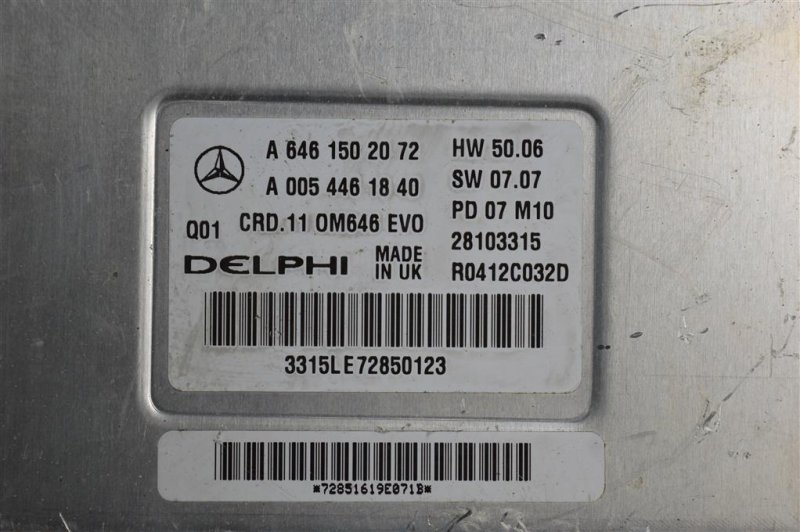 A 646 150 20 72 HW 50.06
A 005 446 18 40 SW 07.07
Q01 CRD.11 OM646 EVO PD 07 M10
DELPHI MADE IN UK 28103315
R0412C032D
3315LE72850123
*72851619E071B*